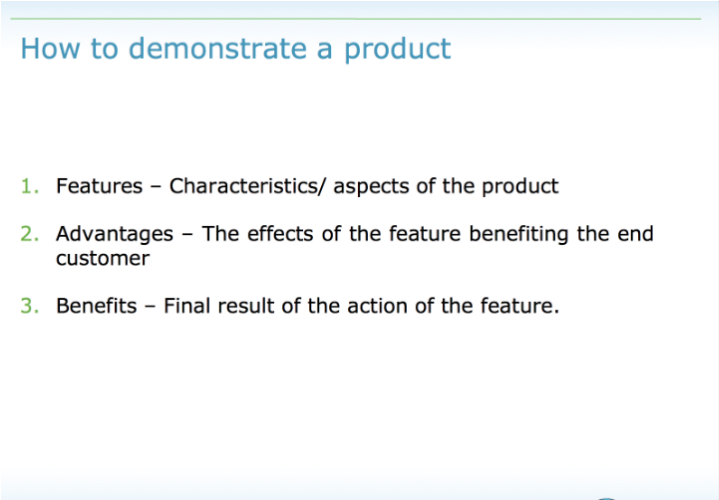 How to demonstrate a product
1. Features – Characteristics/ aspects of the product
2. Advantages – The effects of the feature benefiting the end
customer
3. Benefits – Final result of the action of the feature.